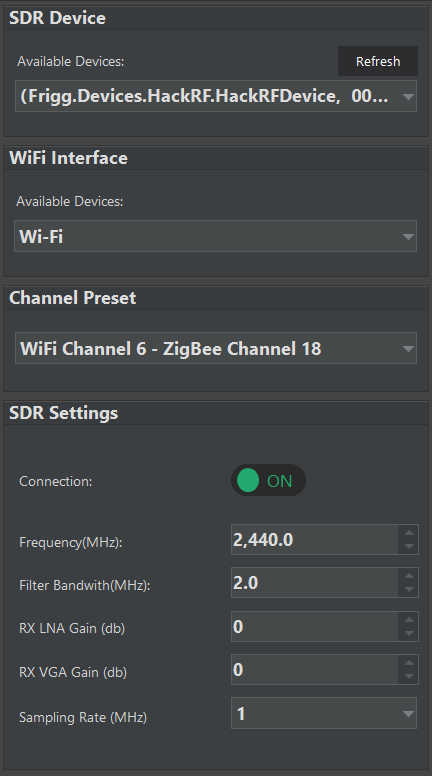 SDR Device
Available Devices:
Refresh
(Frigg.Devices.HackRF.HackRFDevice, 00...
WiFi Interface
Available Devices:
Wi-Fi
Channel Preset
WiFi Channel 6 - ZigBee Channel 18
SDR Settings
Connection: ON
Frequency(MHz): 2,440.0
Filter Bandwith(MHz): 2.0
RX LNA Gain (db) 0
RX VGA Gain (db) 0
Sampling Rate (MHz) 1